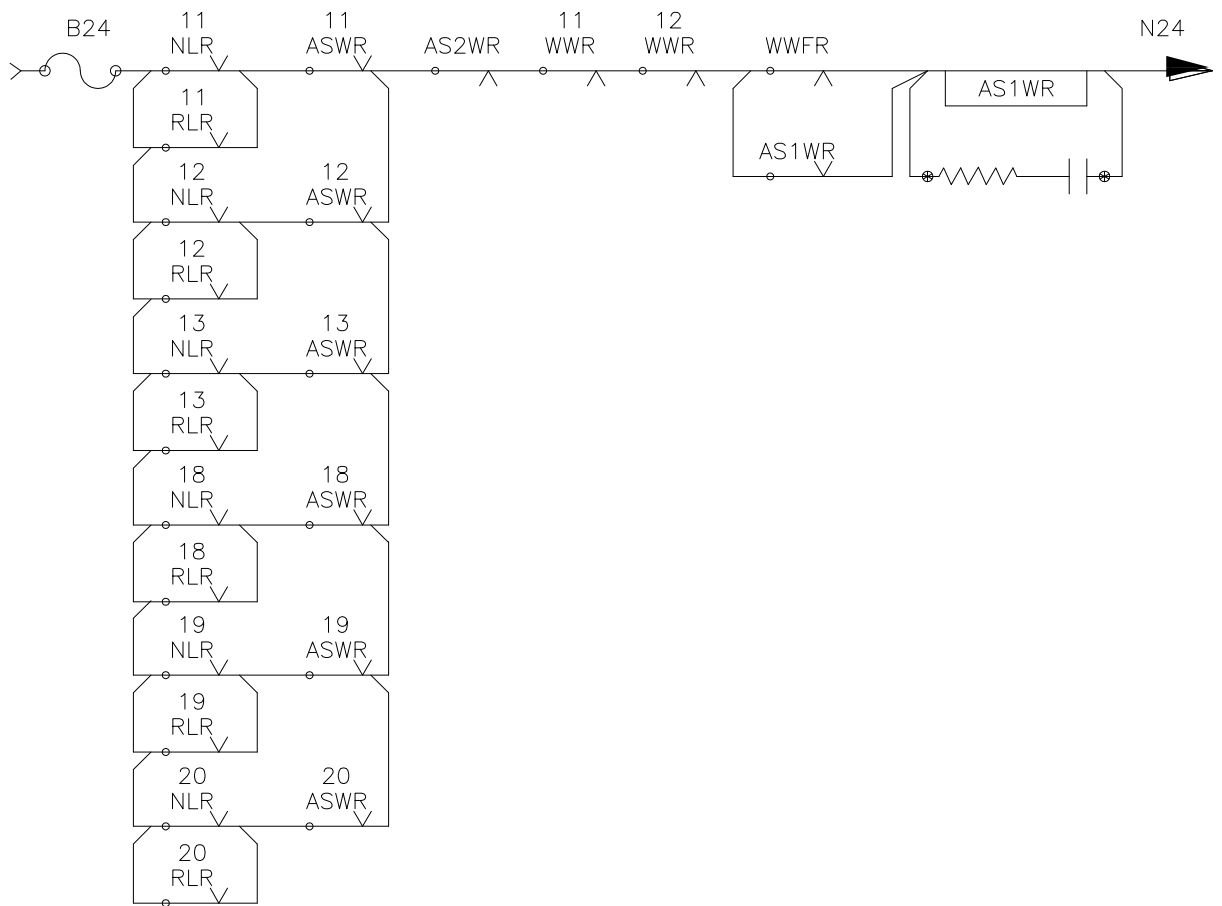 B24
11
NLR
11
ASWR
AS2WR
11
WWR
12
WWR
WWFR
N24
AS1WR
11
RLR
AS1WR
12
NLR
12
ASWR
12
RLR
13
NLR
13
ASWR
13
RLR
18
NLR
18
ASWR
18
RLR
19
NLR
19
ASWR
19
RLR
20
NLR
20
ASWR
20
RLR